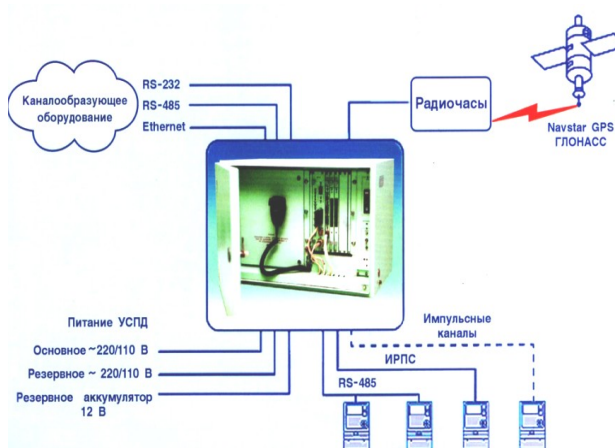 Каналообразующее
оборудование
RS-232
RS-485
Ethernet
Радиочасы
Navstar GPS
ГЛОНАСС
Питание УСПД
Основное ~220/110 В
Резервное ~ 220/110 В
Резервное аккумулятор
12 В
Импульсные
каналы
ИРПС
RS-485